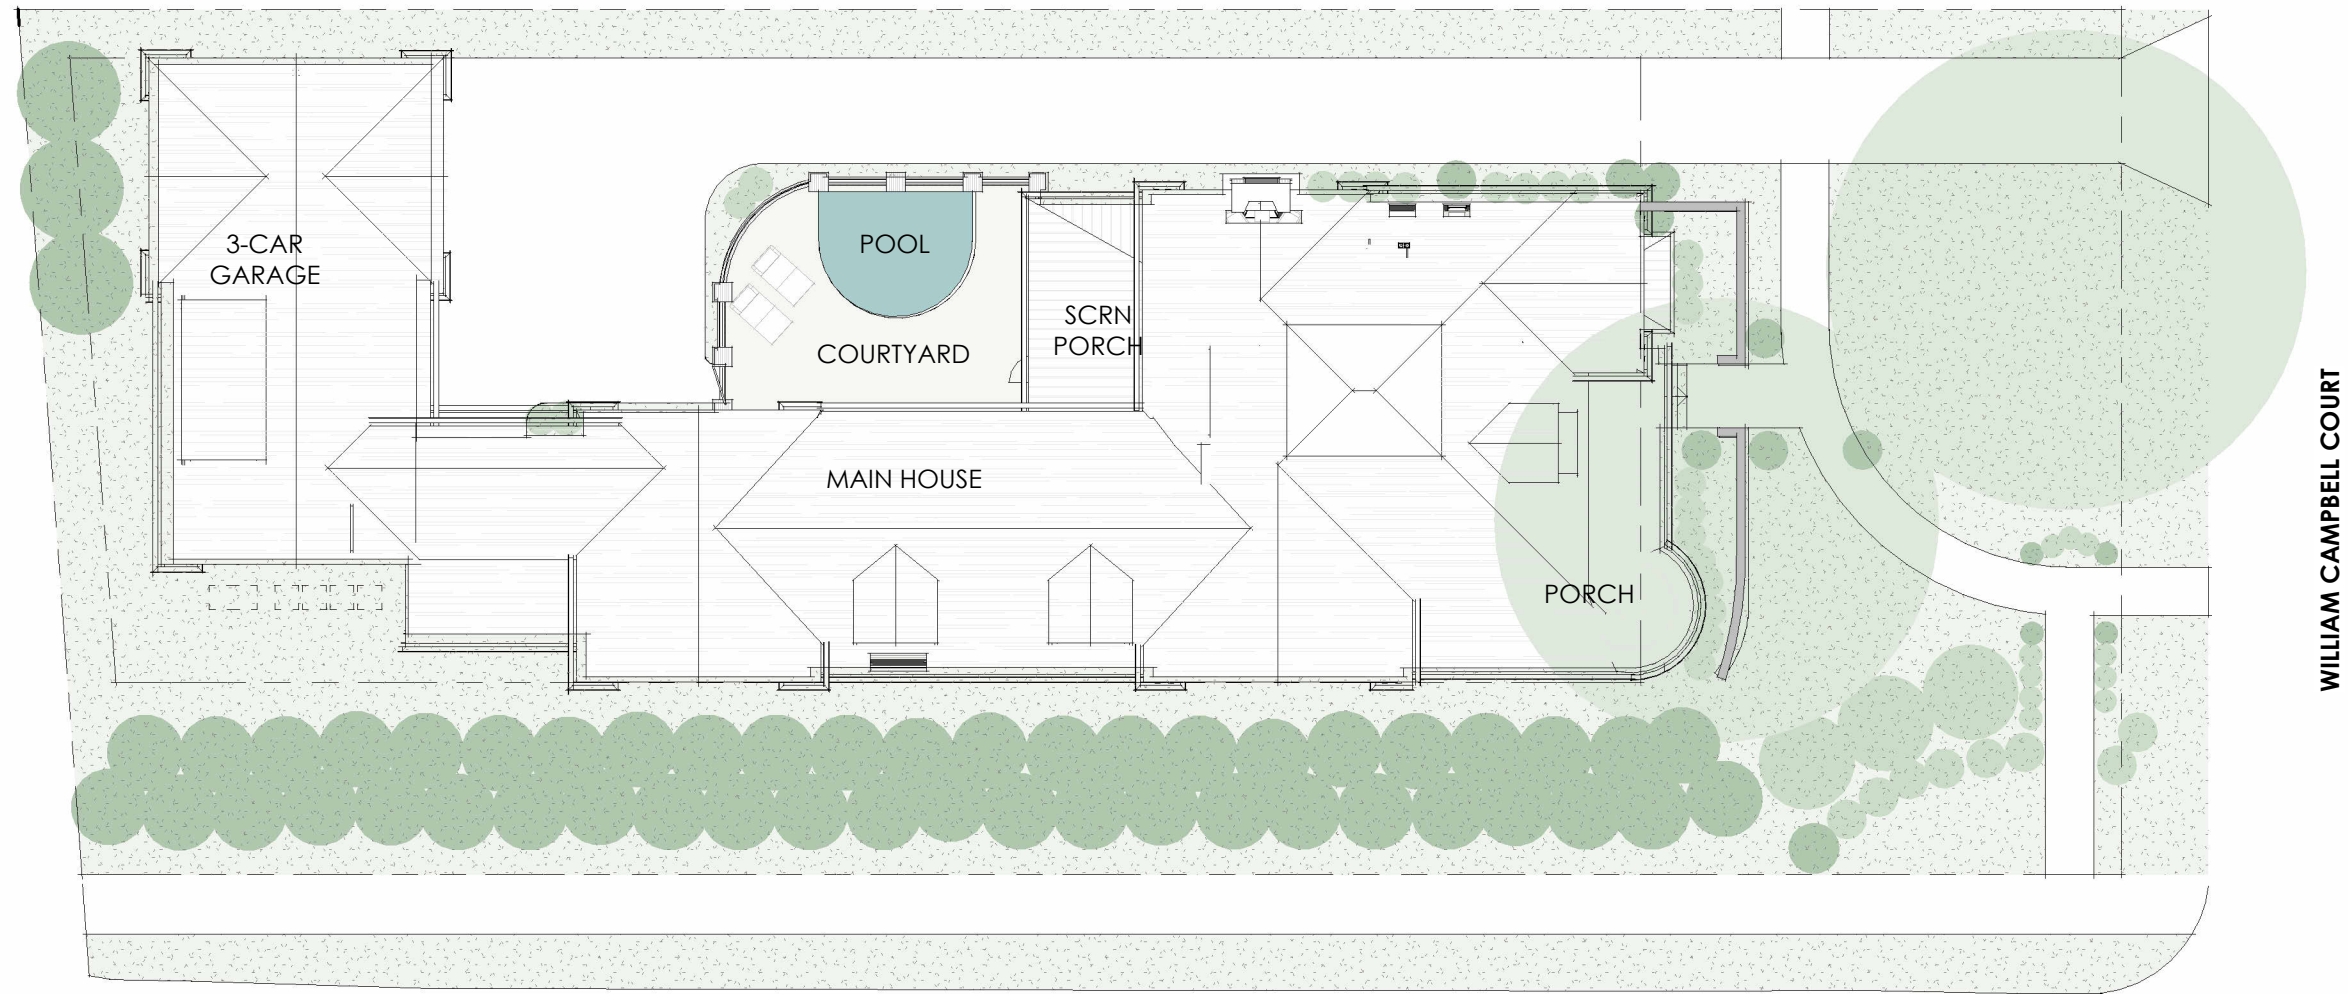 3-CAR
GARAGE
POOL
COURTYARD
SCRN
PORCH
MAIN HOUSE
PORCH
WILLIAM CAMPBELL COURT